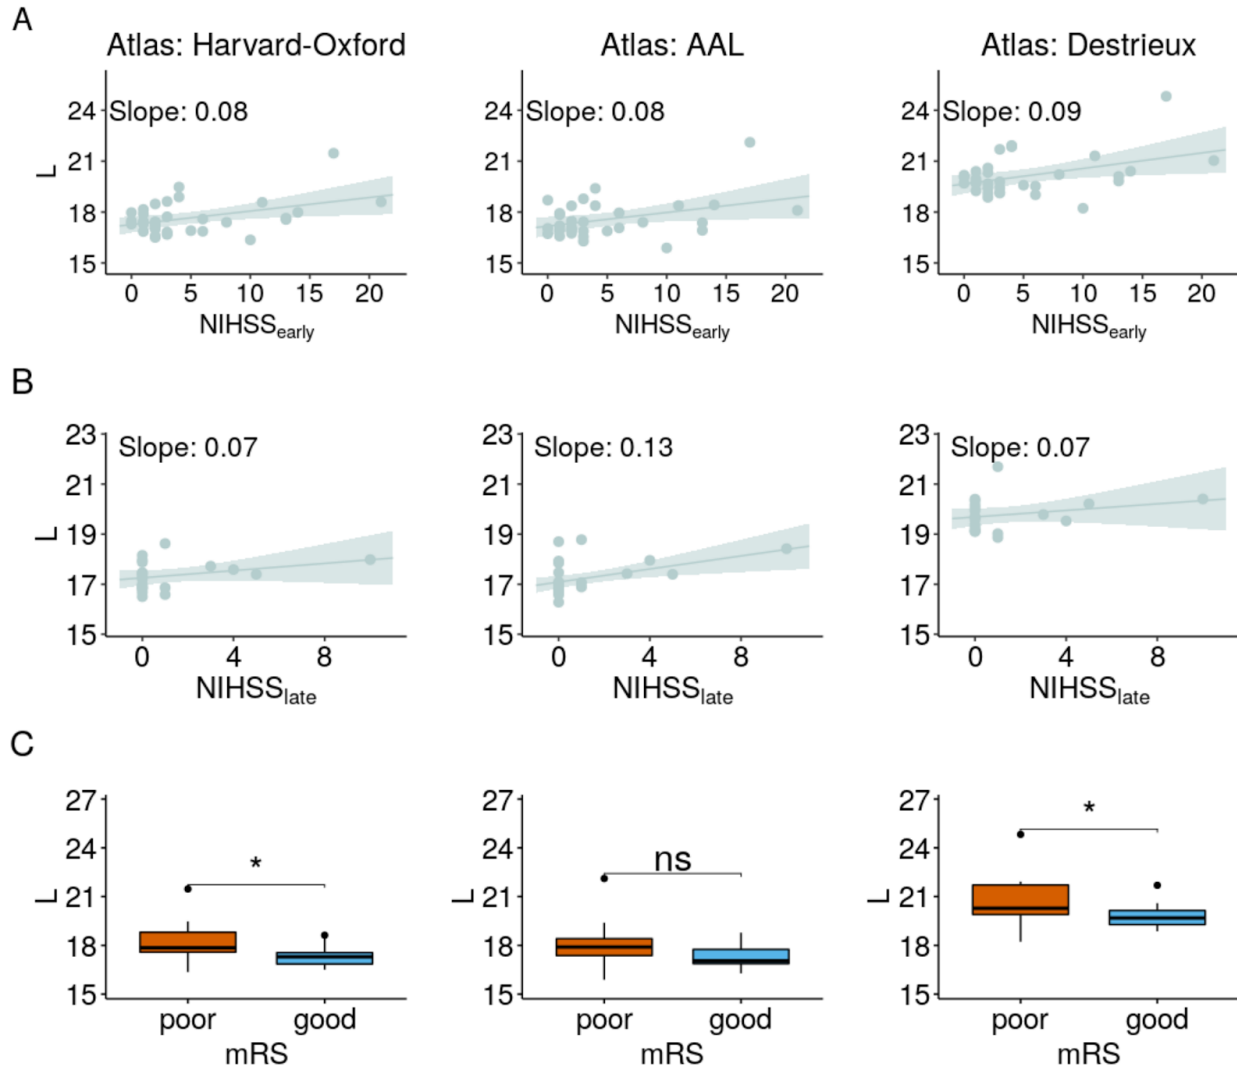 A
Atlas: Harvard-Oxford
Atlas: AAL
Atlas: Destrieux
L
24
21
18
15
Slope: 0.08
0 5 10 15 20
NIHSSearly
24
21
18
15
Slope: 0.08
0 5 10 15 20
NIHSSearly
24
21
18
15
Slope: 0.09
0 5 10 15 20
NIHSSearly
B
L
23
21
19
17
15
Slope: 0.07
0 4 8
NIHSSlate
23
21
19
17
15
Slope: 0.13
0 4 8
NIHSSlate
23
21
19
17
15
Slope: 0.07
0 4 8
NIHSSlate
C
L
27
24
21
18
15
*
poor good
mRS
L
27
24
21
18
15
ns
poor good
mRS
L
27
24
21
18
15
*
poor good
mRS